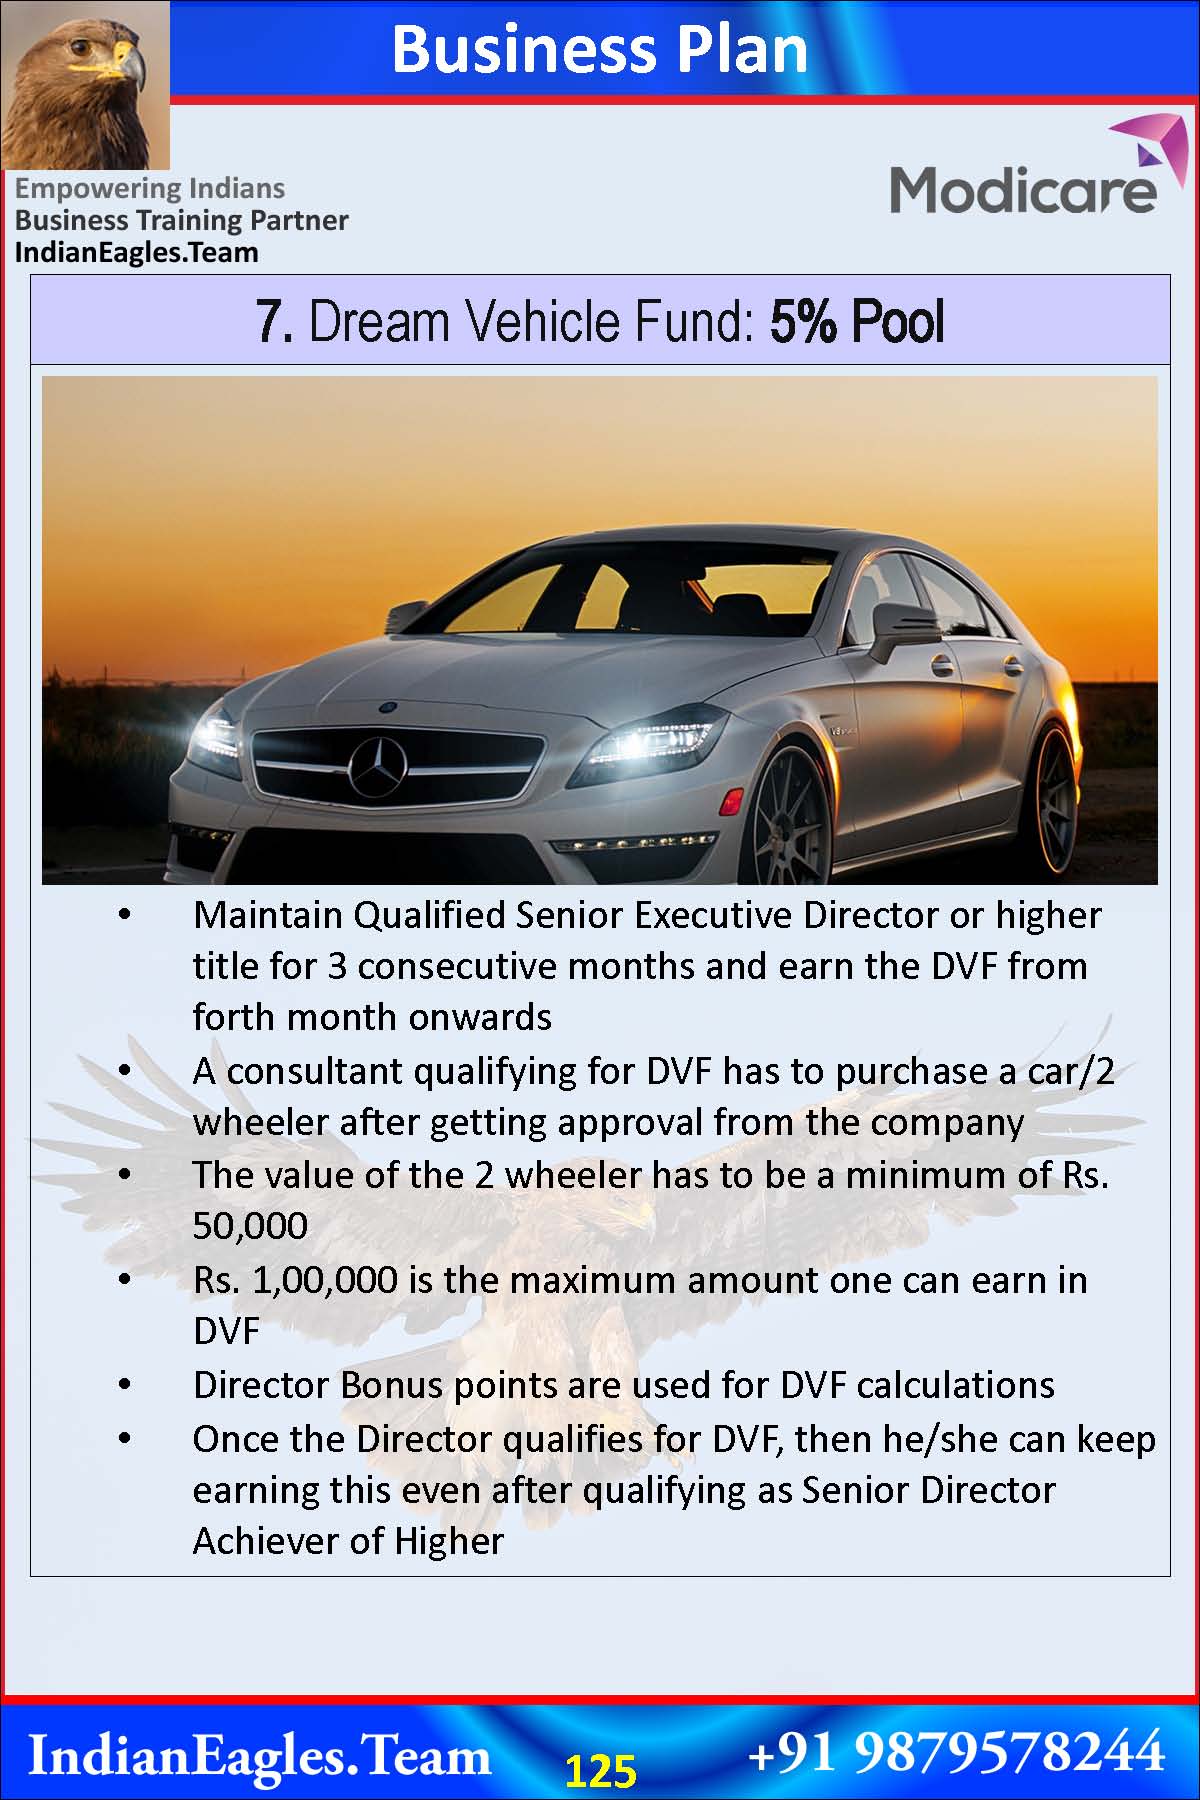 Business Plan
Modicare
Empowering Indians
Business Training Partner
IndianEagles.Team
7. Dream Vehicle Fund: 5% Pool
• Maintain Qualified Senior Executive Director or higher
title for 3 consecutive months and earn the DVF from
forth month onwards
• A consultant qualifying for DVF has to purchase a car/2
wheeler after getting approval from the company
• The value of the 2 wheeler has to be a minimum of Rs.
50,000
• Rs. 1,00,000 is the maximum amount one can earn in
DVF
• Director Bonus points are used for DVF calculations
• Once the Director qualifies for DVF, then he/she can keep
earning this even after qualifying as Senior Director
Achiever of Higher
IndianEagles.Team
125
+91 9879578244